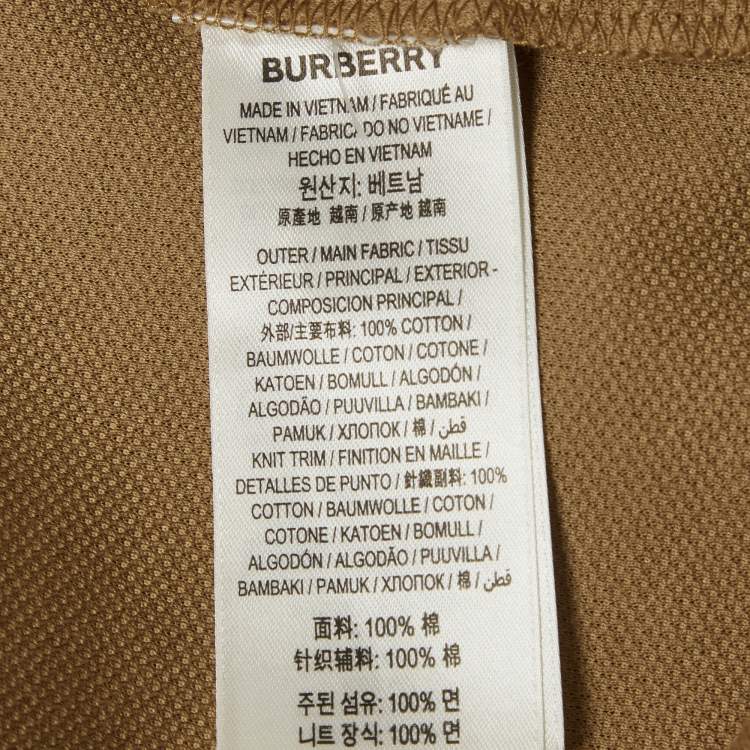 BURBERRY
MADE IN VIETNAM / FABRIQUÉ AU
VIETNAM / FABRIC DO NO VIETNAME /
HECHO EN VIETNAM
원산지: 베트남
原產地 越南 / 原产地 越南
OUTER / MAIN FABRIC / TISSU
EXTÉRIEUR / PRINCIPAL / EXTERIOR -
COMPOSICION PRINCIPAL /
外部/主要布料: 100% COTTON /
BAUMWOLLE / COTON / COTONE /
KATOEN / BOMULL / ALGODÓN /
ALGODÃO / PUUVILLA / BAMBAKI /
PAMUK / ХЛОПОК / 棉 / قطن
KNIT TRIM / FINITION EN MAILLE /
DETALLES DE PUNTO / 針織副料: 100%
COTTON / BAUMWOLLE / COTON /
COTONE / KATOEN / BOMULL /
ALGODÓN / ALGODÃO / PUUVILLA /
BAMBAKI / PAMUK / ХЛОПОК / 棉 / قطن
面料: 100% 棉
针织辅料: 100% 棉
주된 섬유: 100% 면
니트 장식: 100% 면